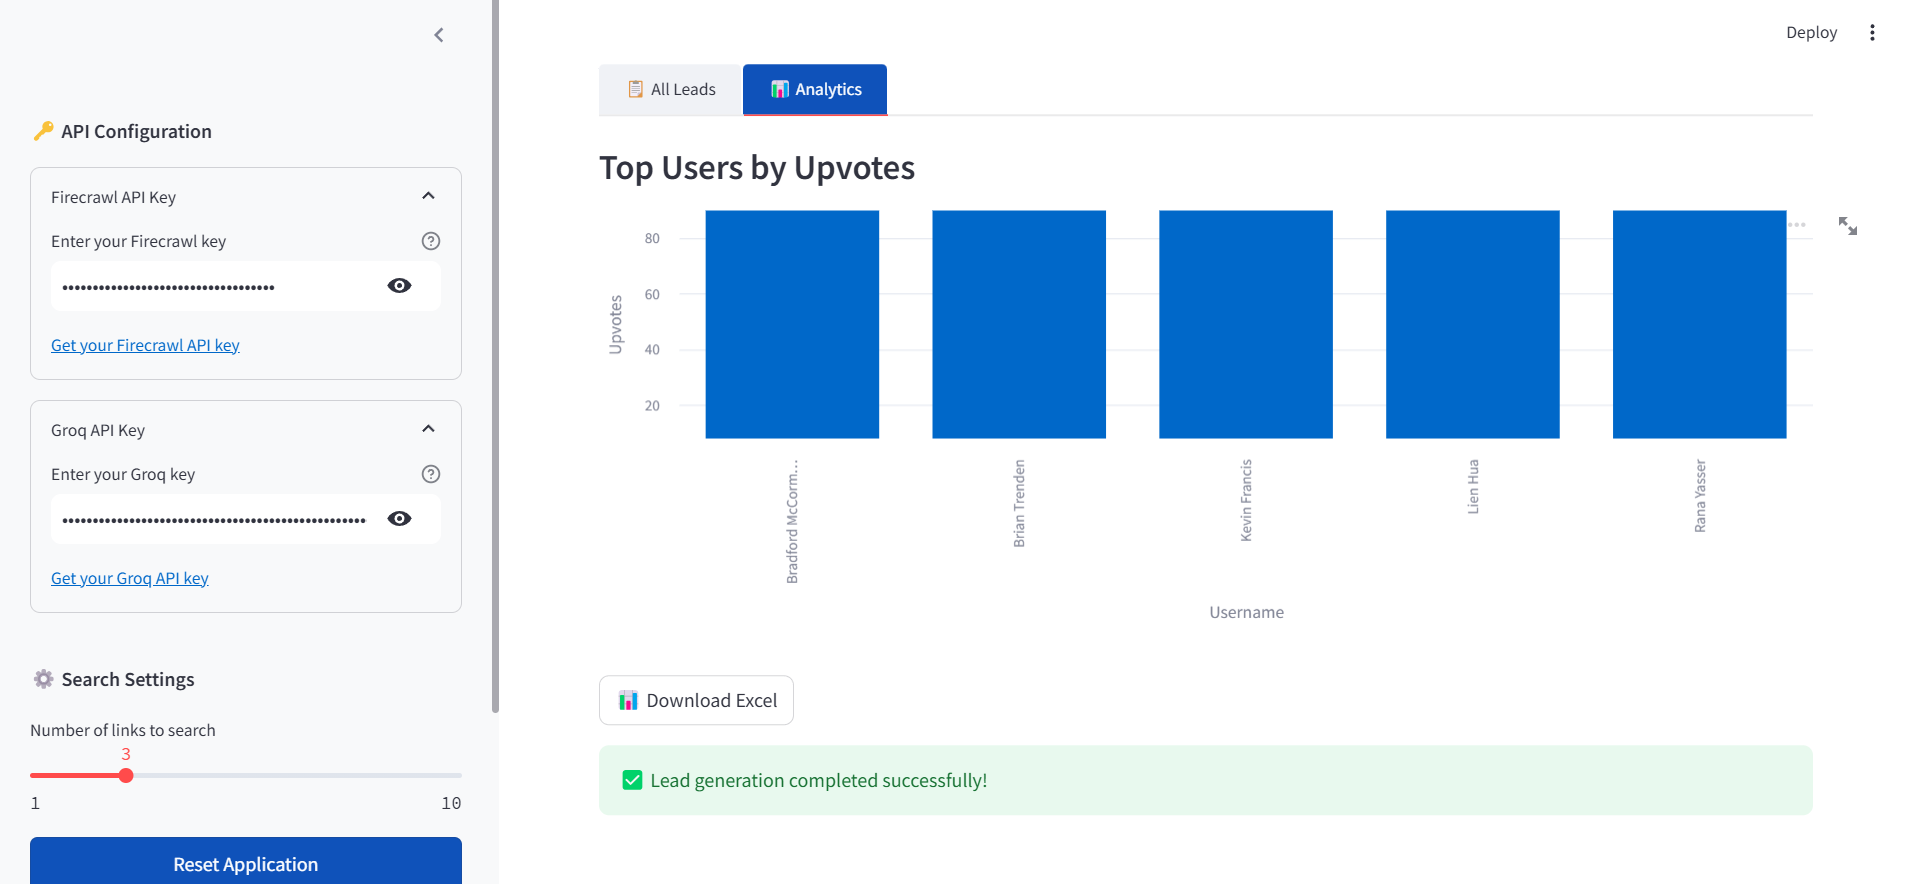 API Configuration
Firecrawl API Key
Enter your Firecrawl key
Get your Firecrawl API key
Groq API Key
Enter your Groq key
Get your Groq API key
Search Settings
Number of links to search
3
1
10
Reset Application
Deploy
All Leads
Analytics
Top Users by Upvotes
80
60
40
20
Upvotes
Bradford McCorm...
Brian Trenden
Kevin Francis
Lien Hua
Rana Yasser
Username
Download Excel
Lead generation completed successfully!